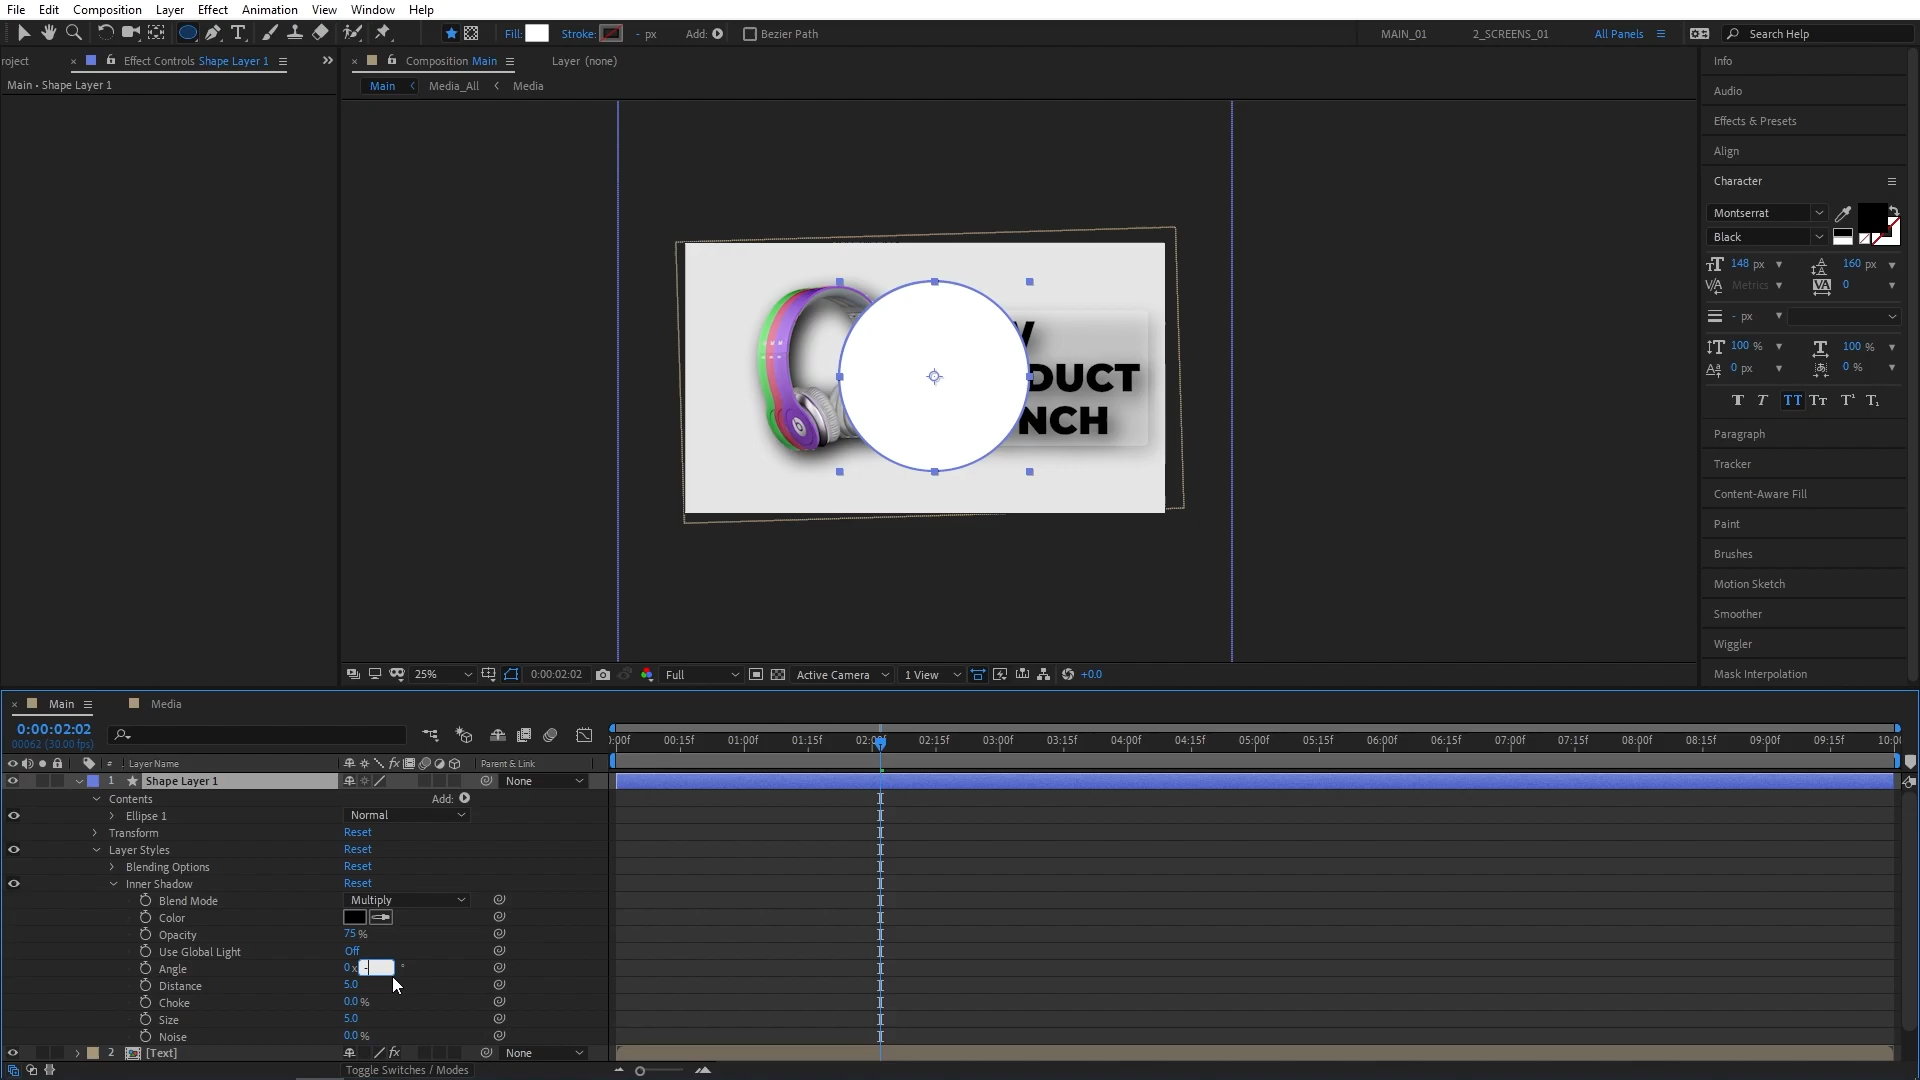 File Edit Composition Layer Effect Animation View Window Help
Fill: Stroke: - px Add: Bezier Path MAIN_01 2_SCREENS_01 All Panels Search Help
roject Effect Controls Shape Layer 1 Composition Main Layer (none)
Main • Shape Layer 1
Main Media_All Media
Info
Audio
Effects & Presets
Align
Character
Montserrat
Black
148 px 160 px
Metrics 0
- px
100 % 100 %
0 px 0 %
TT
Paragraph
Tracker
Content-Aware Fill
Paint
Brushes
Motion Sketch
Smoother
Wiggler
Mask Interpolation
DUCT
NCH
25% 0:00:02:02 Full Active Camera 1 View +0.0
Main Media
0:00:02:02
00062 (30.00 fps)
:00f 00:15f 01:00f 01:15f 02:00f 02:15f 03:00f 03:15f 04:00f 04:15f 05:00f 05:15f 06:00f 06:15f 07:00f 07:15f 08:00f 08:15f 09:00f 09:15f 10:0
# Layer Name Parent & Link
1 Shape Layer 1 None
Contents Add:
Ellipse 1 Normal
Transform Reset
Layer Styles Reset
Blending Options Reset
Inner Shadow Reset
Blend Mode Multiply
Color
Opacity 75 %
Use Global Light Off
Angle 0 x - °
Distance 5.0
Choke 0.0 %
Size 5.0
Noise 0.0 %
2 [Text] None
Toggle Switches / Modes